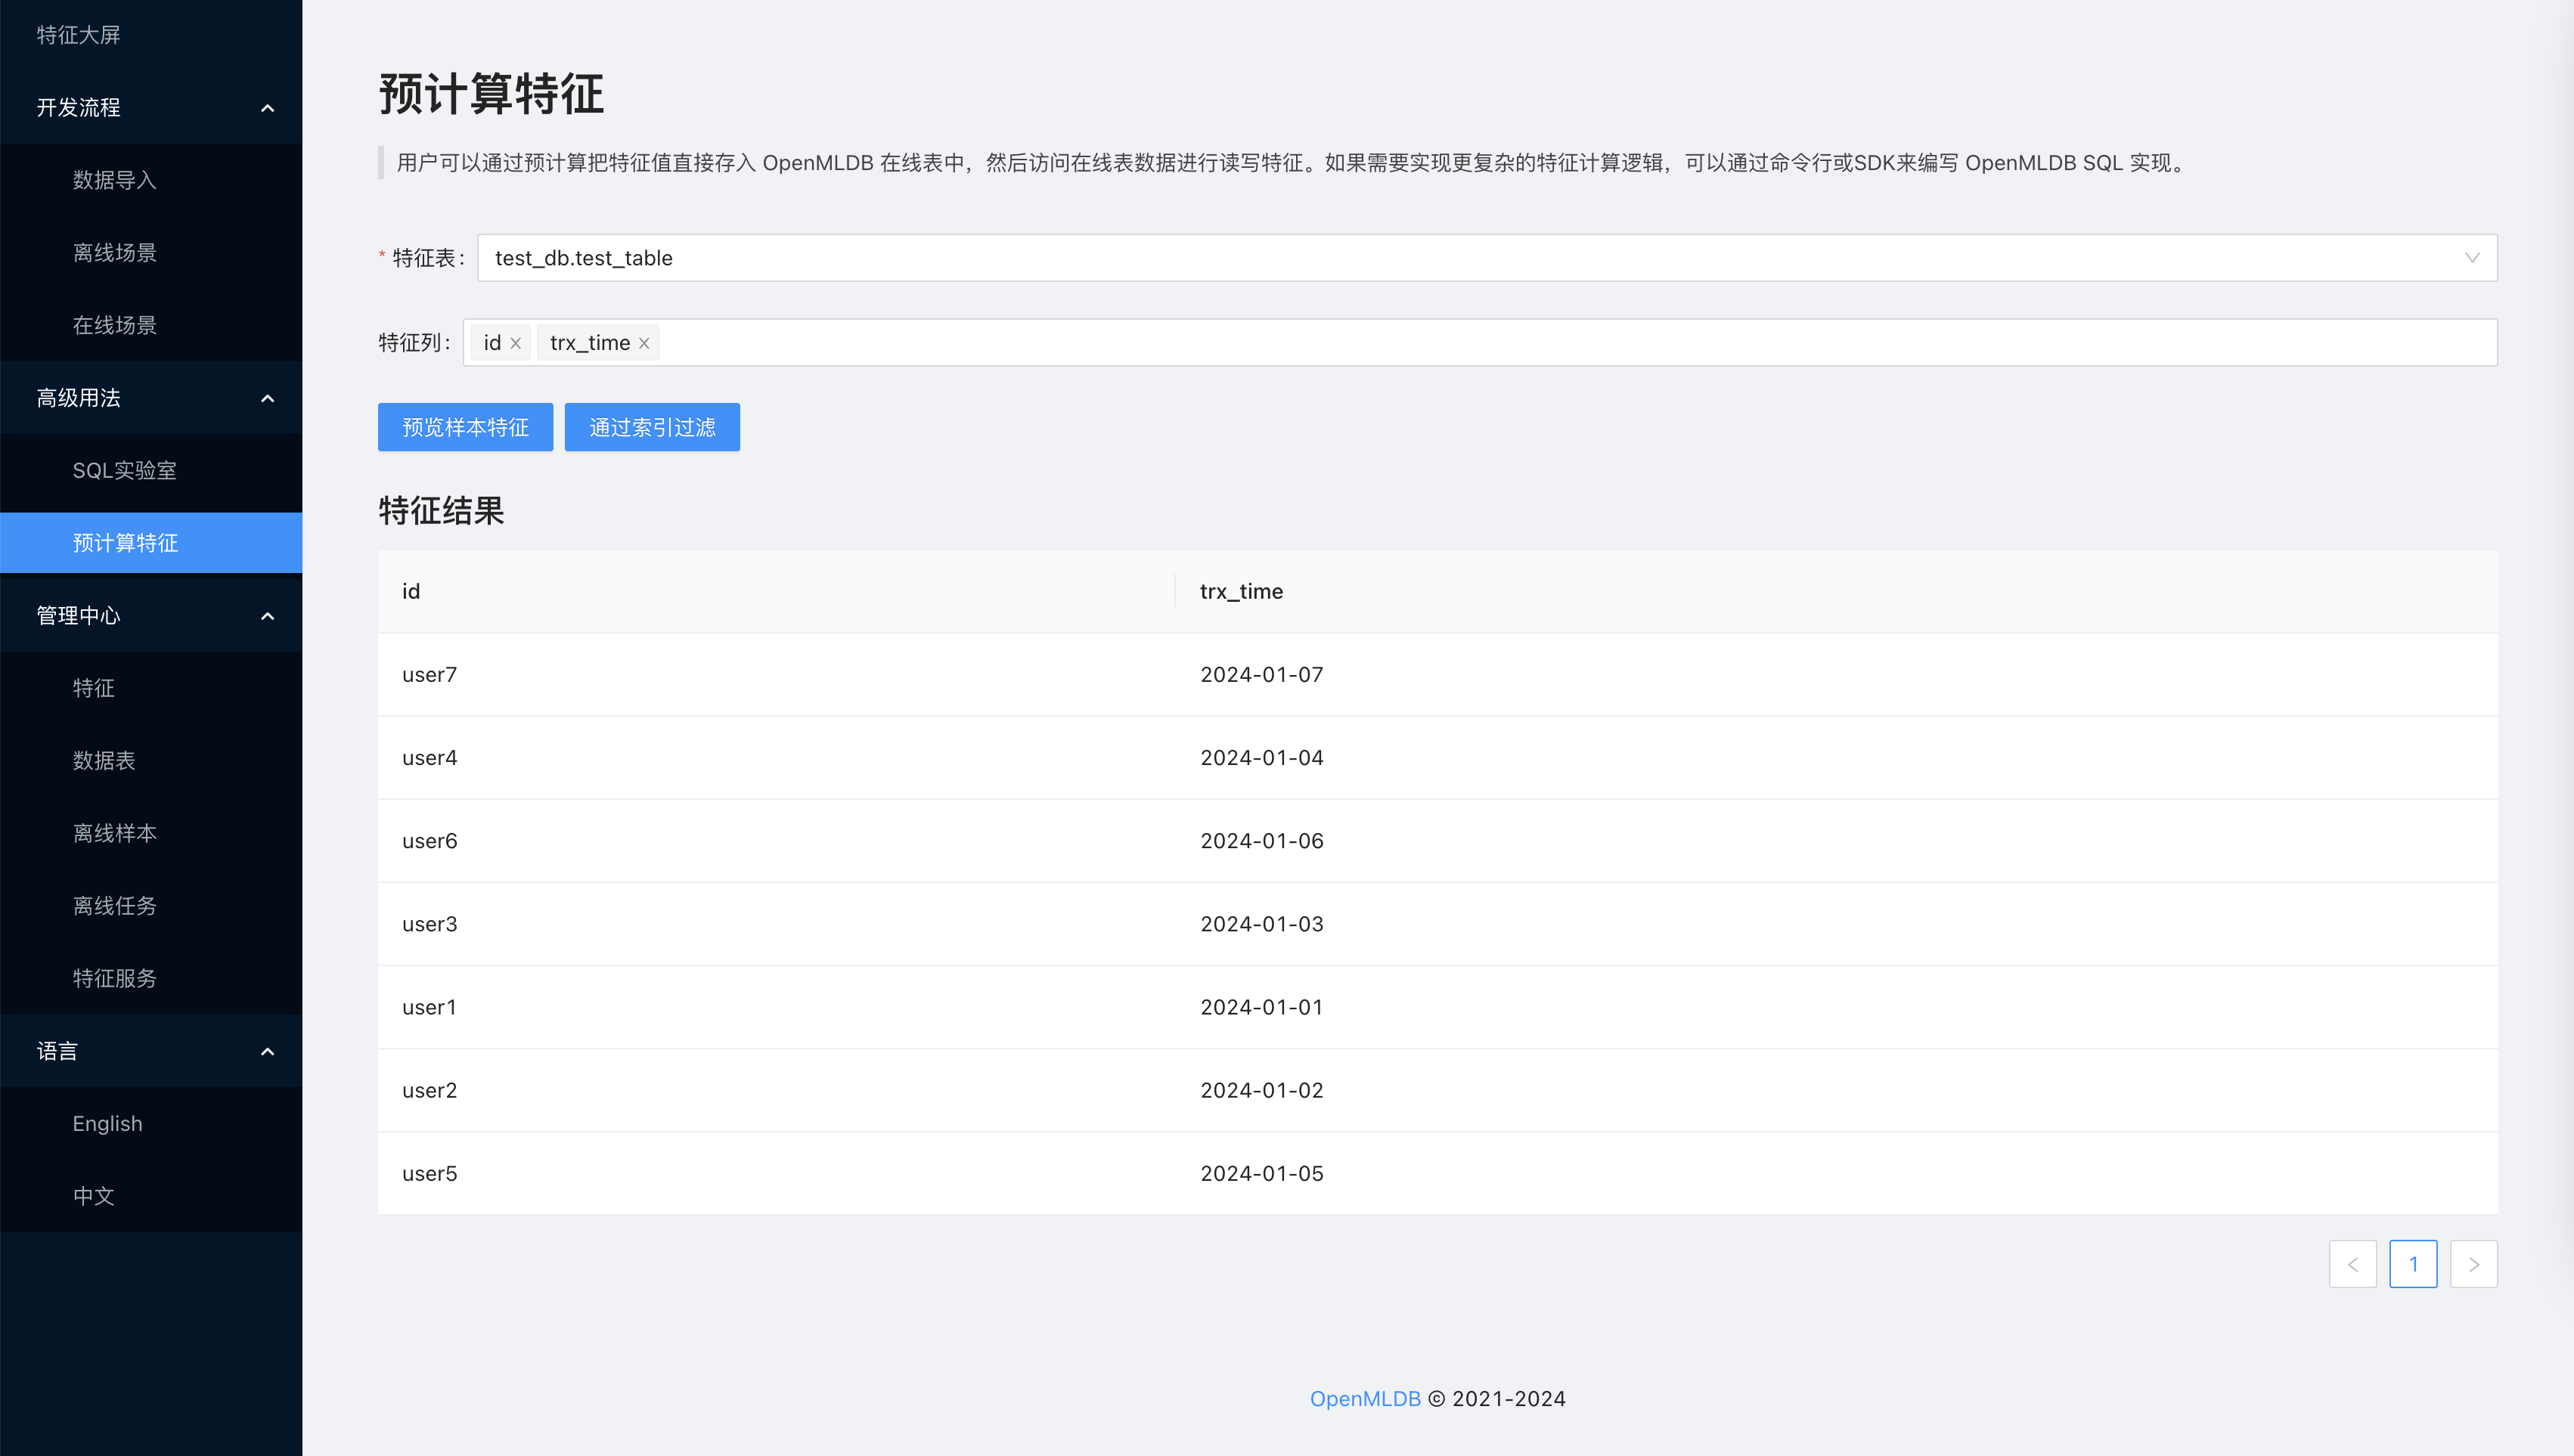 特征大屏
开发流程
数据导入
离线场景
在线场景
高级用法
SQL实验室
预计算特征
管理中心
特征
数据表
离线样本
离线任务
特征服务
语言
English
中文
预计算特征
用户可以通过预计算把特征值直接存入 OpenMLDB 在线表中，然后访问在线表数据进行读写特征。如果需要实现更复杂的特征计算逻辑，可以通过命令行或SDK来编写 OpenMLDB SQL 实现。
* 特征表： test_db.test_table
特征列： id trx_time
预览样本特征 通过索引过滤
特征结果
id trx_time
user7 2024-01-07
user4 2024-01-04
user6 2024-01-06
user3 2024-01-03
user1 2024-01-01
user2 2024-01-02
user5 2024-01-05
1
OpenMLDB © 2021-2024